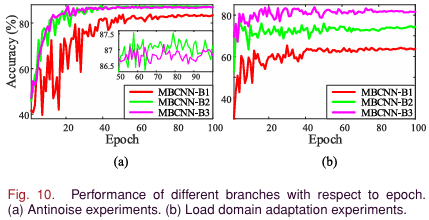 Accuracy (%)
80
60
40
87.5
87
86.5
50 60 70 80 90
MBCNN-B1
MBCNN-B2
MBCNN-B3
20 40 60 80 100
Epoch
(a)
80
70
60
50
40
MBCNN-B1
MBCNN-B2
MBCNN-B3
0 20 40 60 80 100
Epoch
(b)
Fig. 10. Performance of different branches with respect to epoch.
(a) Antinoise experiments. (b) Load domain adaptation experiments.